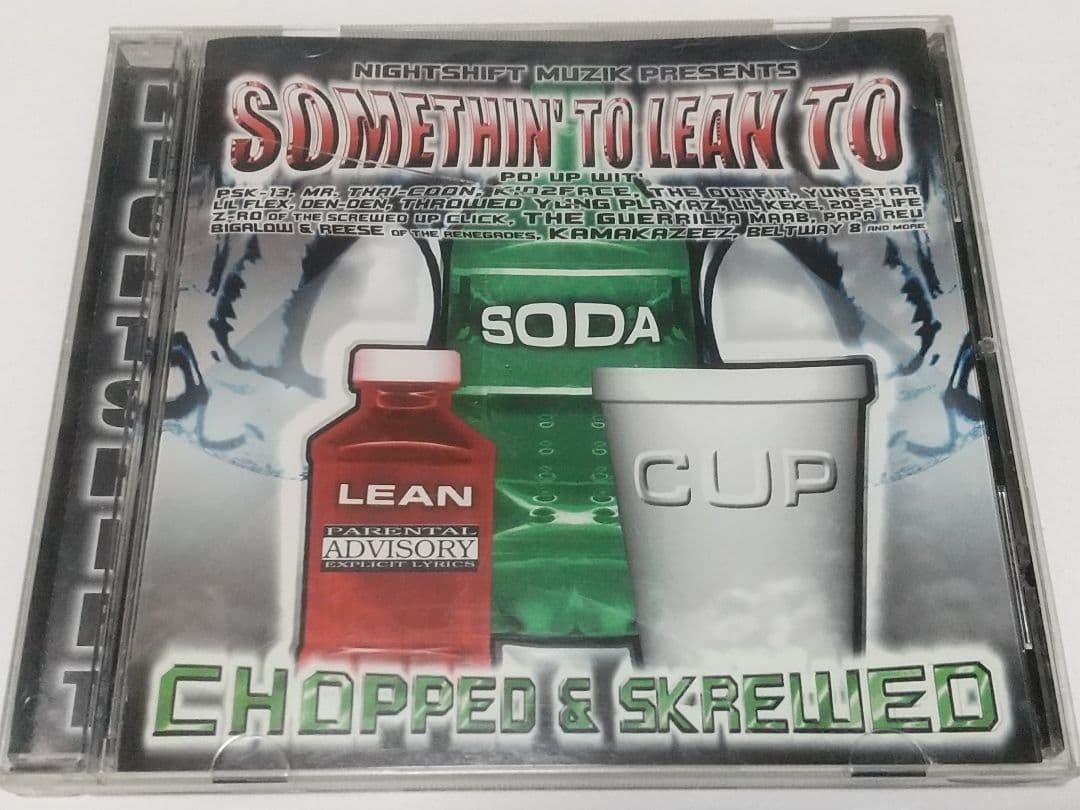 NIGHTSHIFT MUZIK PRESENTS
SOMETHIN' TO LEAN TO
PO' UP WIT'
PSK-13, MR. THAI-COON, K'IN2FACE, THE OUTFIT, YUNGSTAR
LIL FLEX, DEN-DEN, THROWED YUNG PLAYAZ, LIL KEKE, 20-2-LIFE
Z-RO OF THE SCREWED UP CLICK, THE GUERRILLA MAAB, PAPA REU
BIGALOW & REESE OF THE RENEGADES, KAMAKAZEEZ, BELTWAY 8 AND MORE
SODA
CUP
LEAN
PARENTAL
ADVISORY
EXPLICIT LYRICS
CHOPPED & SKREWED
NIGHTSHIFT